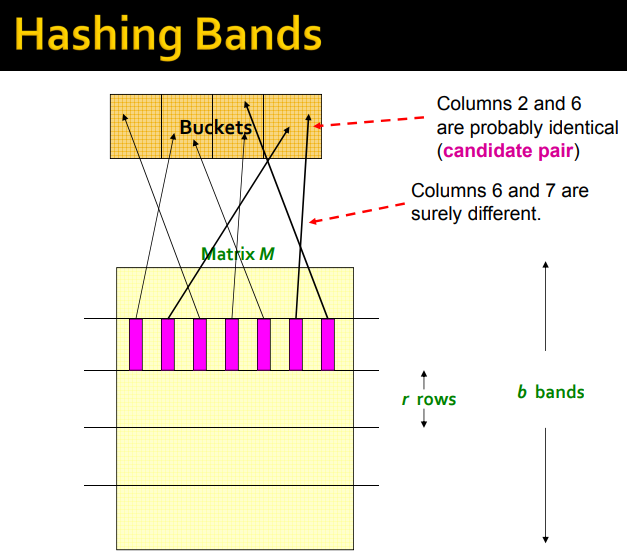 Hashing Bands
Columns 2 and 6
are probably identical
(candidate pair)
Buckets
Columns 6 and 7 are
surely different.
Matrix M
r rows
b bands